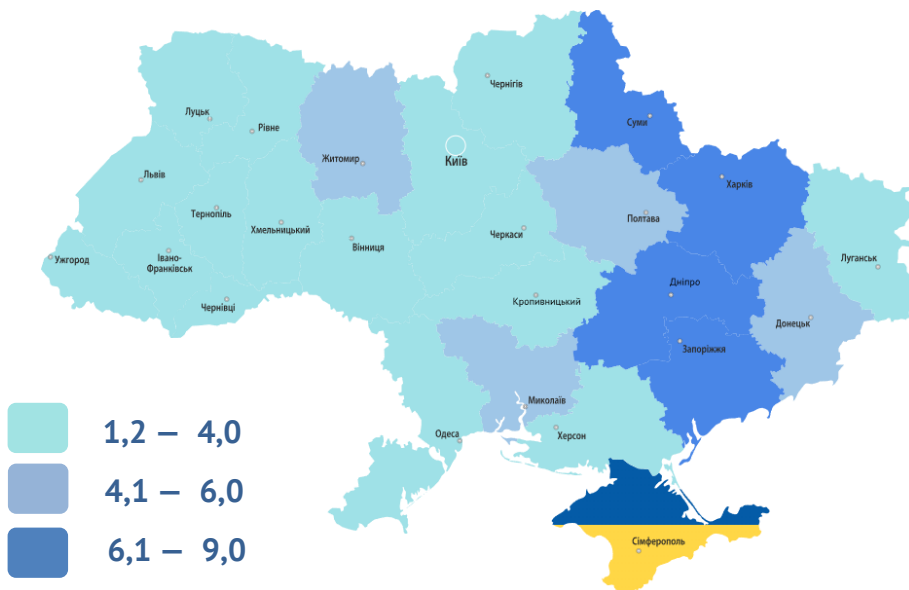 Чернігів
Луцьк
Суми
Рівне
Житомир
Київ
Львів
Харків
Тернопіль
Полтава
Хмельницький
Черкаси
Вінниця
Ужгород
Івано-
Франківськ
Луганськ
Дніпро
Чернівці
Кропивницький
Донецьк
Запоріжжя
Миколаїв
Одеса
Херсон
1,2 — 4,0
4,1 — 6,0
6,1 — 9,0
Сімферополь